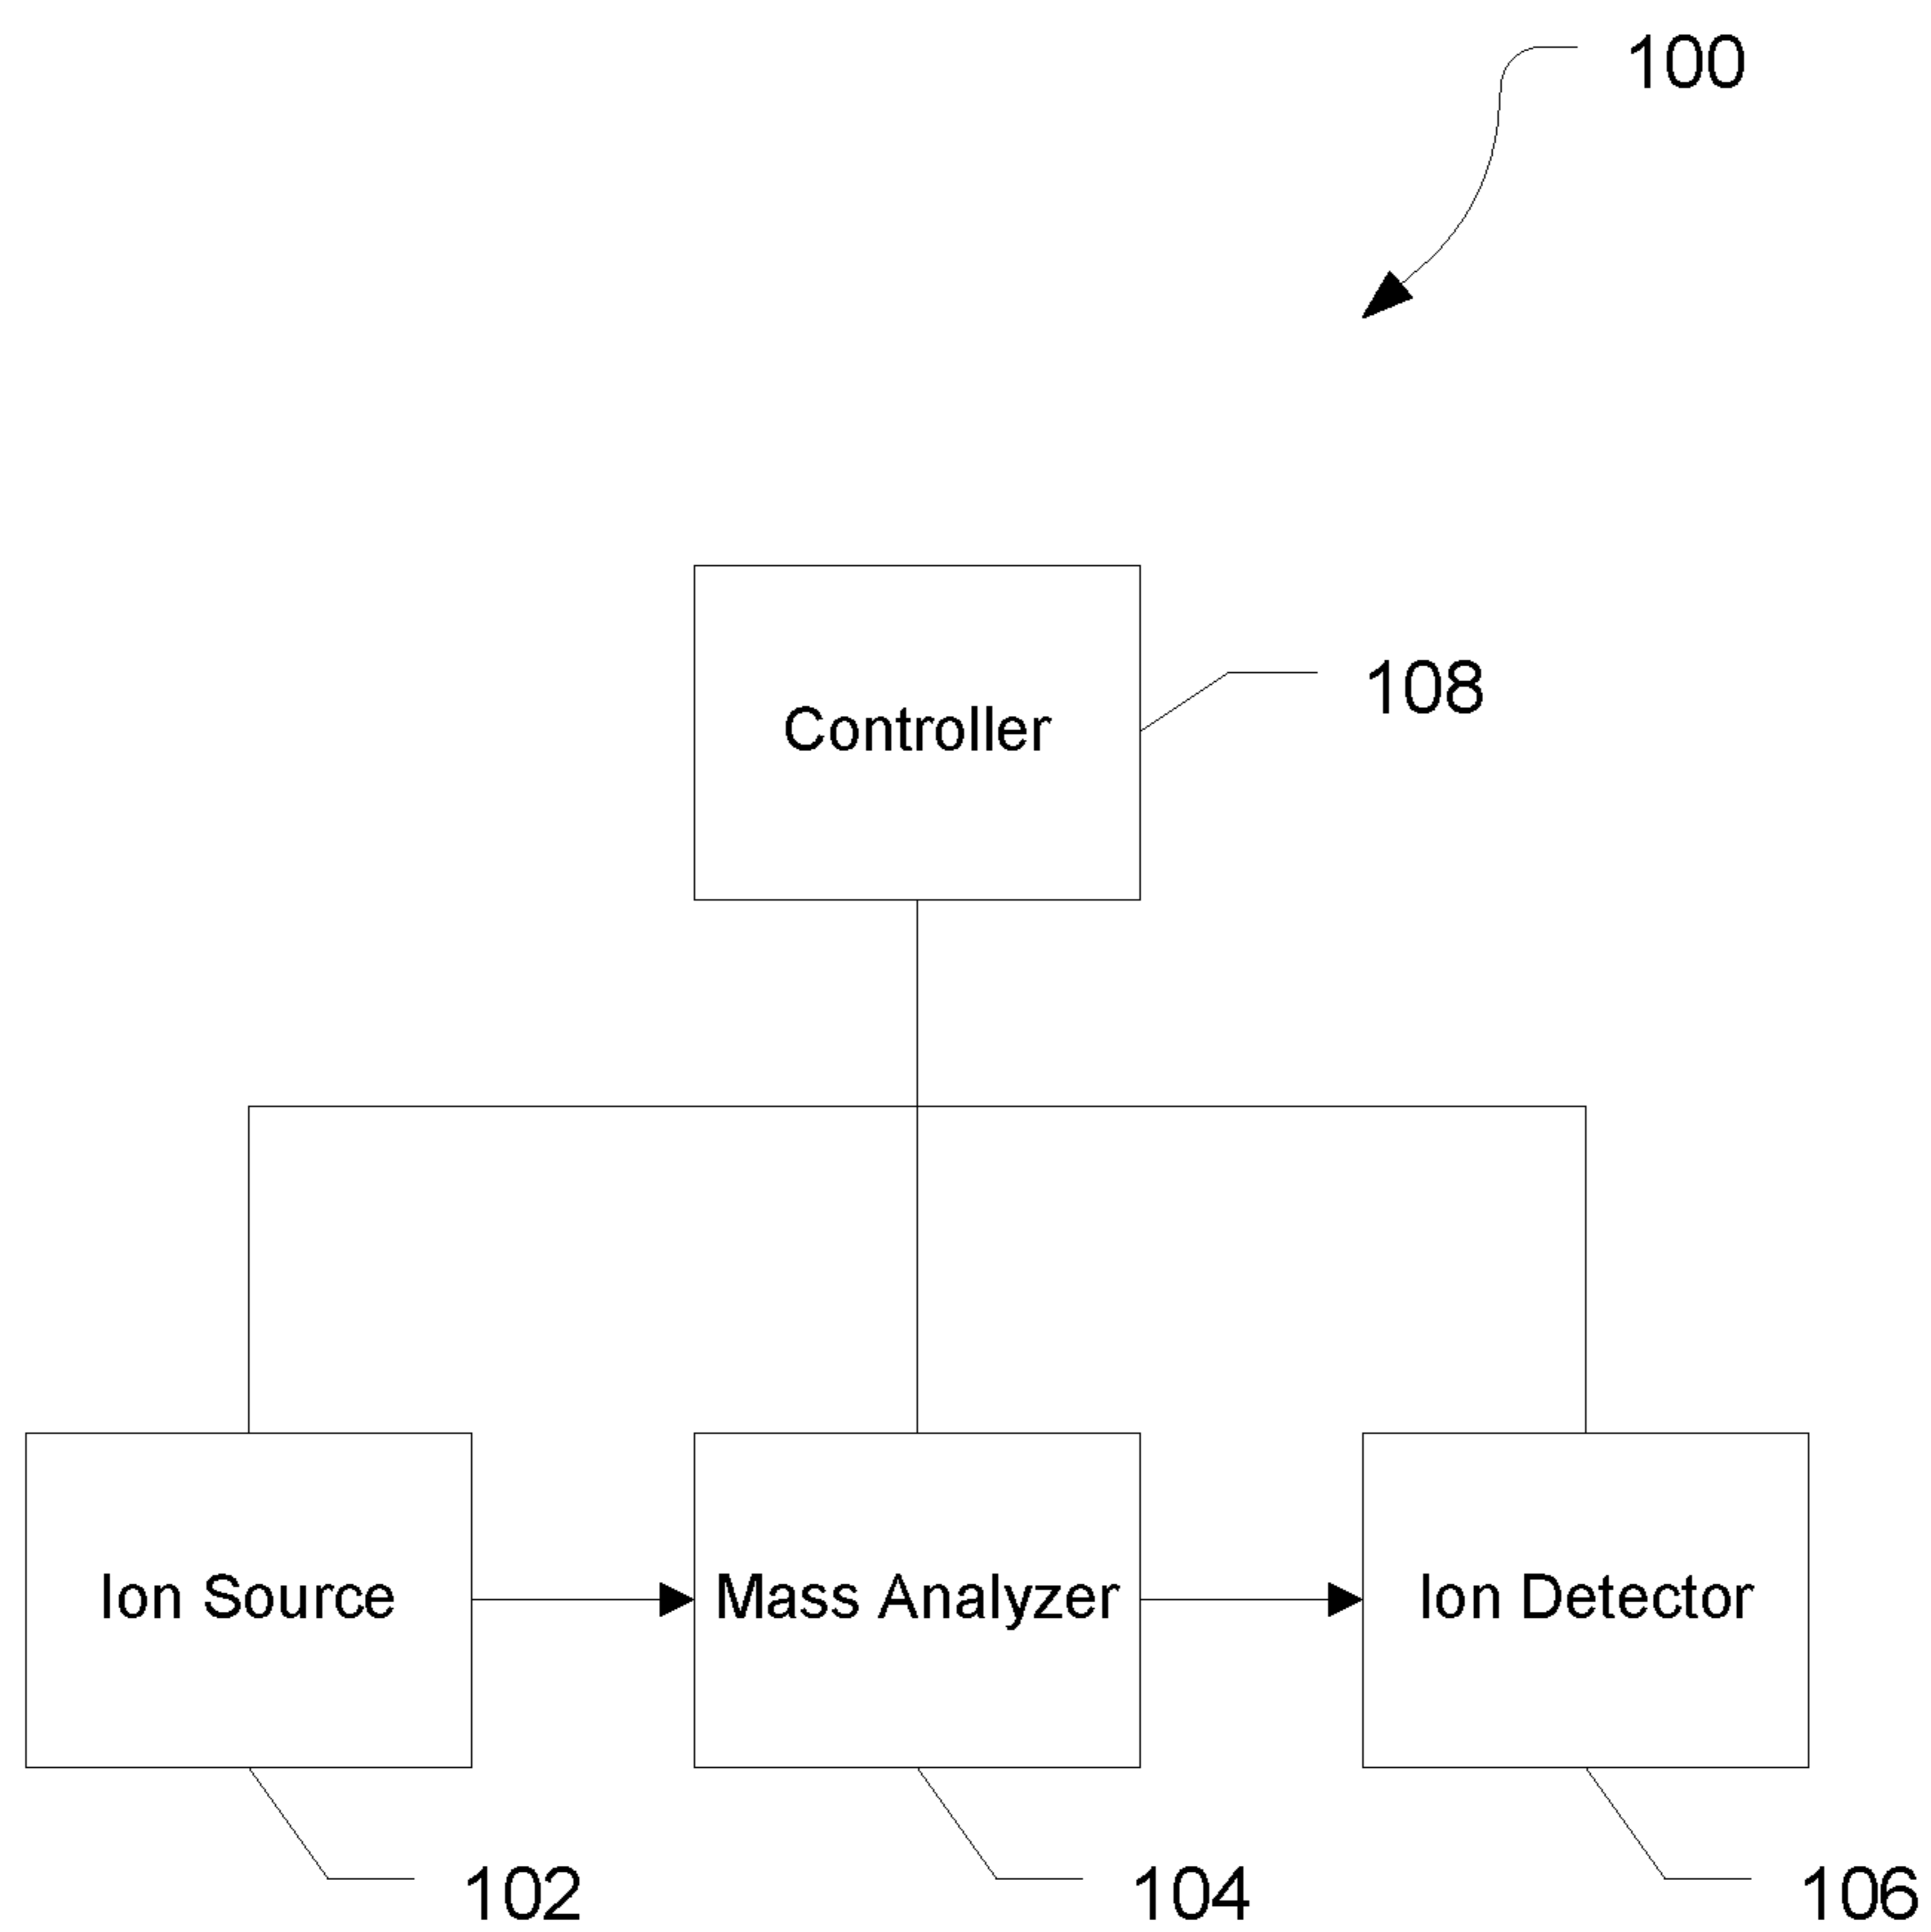 100
Controller
108
Ion Source
Mass Analyzer
Ion Detector
102
104
106